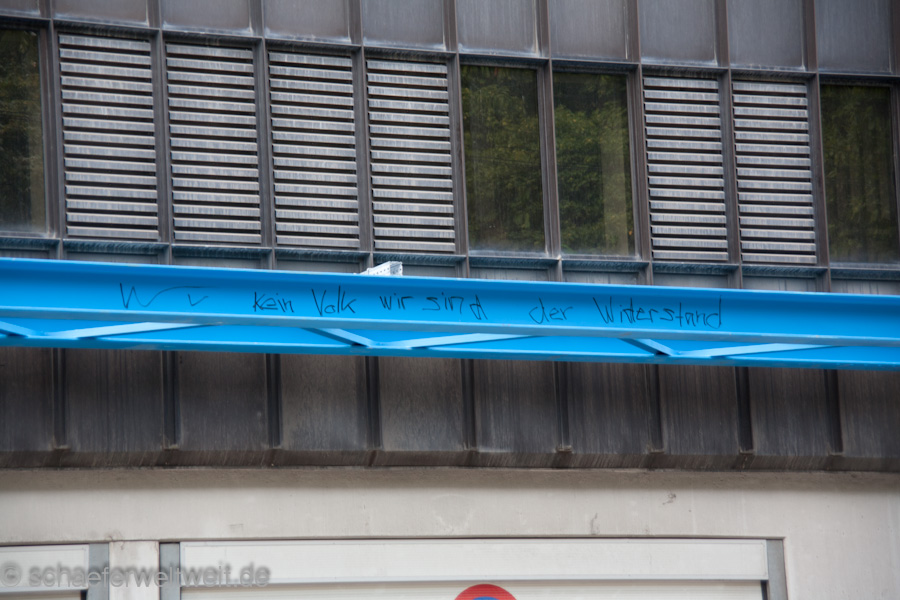 Kein Volk wir sind der Widerstand
© schaeferweltweit.de